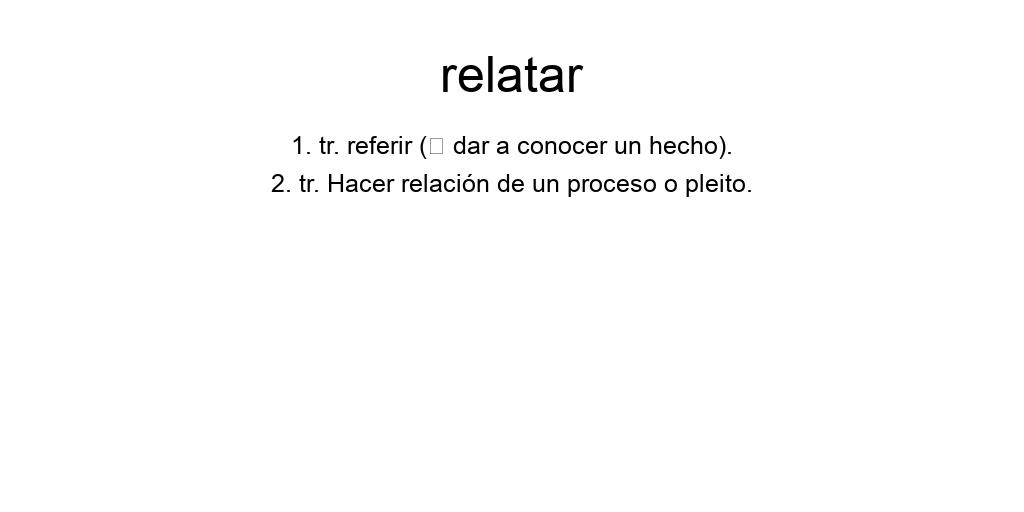 relatar
1. tr. referir (▯ dar a conocer un hecho).
2. tr. Hacer relación de un proceso o pleito.